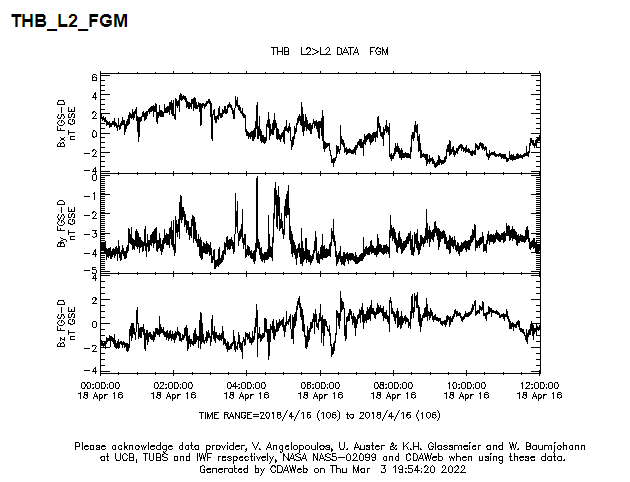 THB_L2_FGM
THB L2>L2 DATA FGM
6
4
2
0
-2
-4
Bx FGS-D
nT GSE
0
-1
-2
-3
-4
-5
By FGS-D
nT GSE
4
2
0
-2
-4
Bz FGS-D
nT GSE
00:00:00 02:00:00 04:00:00 06:00:00 08:00:00 10:00:00 12:00:00
18 Apr 16 18 Apr 16 18 Apr 16 18 Apr 16 18 Apr 16 18 Apr 16 18 Apr 16
TIME RANGE=2018/4/16 (106) to 2018/4/16 (106)
Please acknowledge data provider, V. Angelopoulos, U. Auster & K.H. Glassmeier and W. Baumjohann
at UCB, TUBS and IWF respectively, NASA NAS5-02099 and CDAWeb when using these data.
Generated by CDAWeb on Thu Mar 3 19:54:20 2022